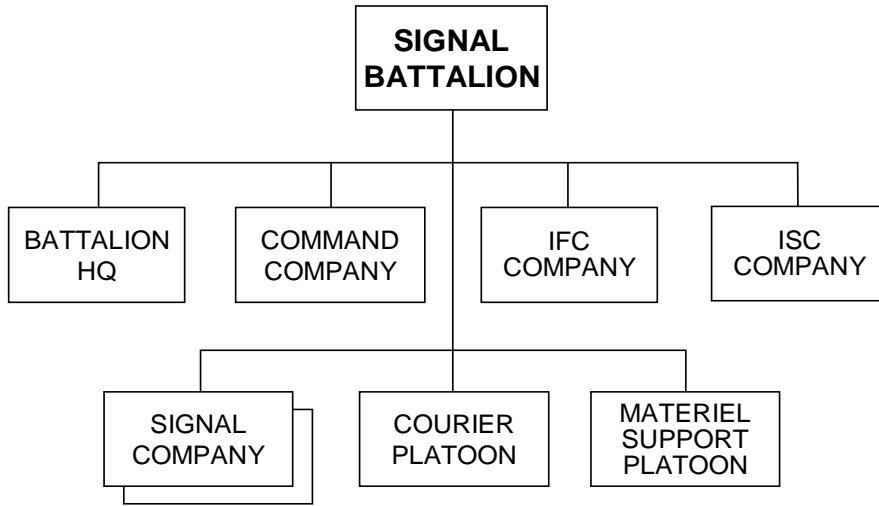 SIGNAL
BATTALION
BATTALION
HQ
COMMAND
COMPANY
IFC
COMPANY
ISC
COMPANY
SIGNAL
COMPANY
COURIER
PLATOON
MATERIEL
SUPPORT
PLATOON